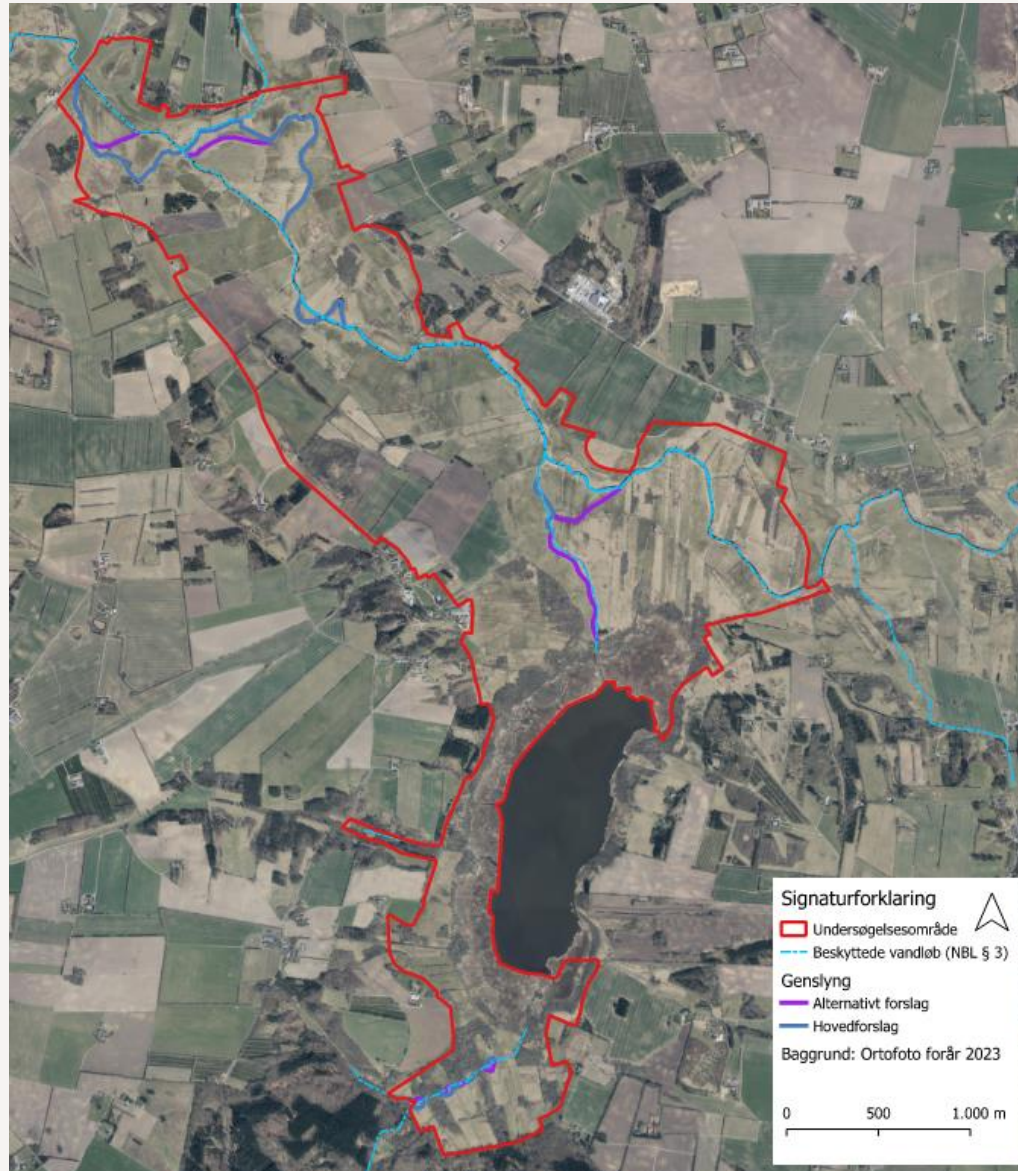 Signaturforklaring
Undersøgelsesområde
Beskyttede vandløb (NBL § 3)
Genslyng
Alternativt forslag
Hovedforslag
Baggrund: Ortofoto forår 2023
0 500 1.000 m